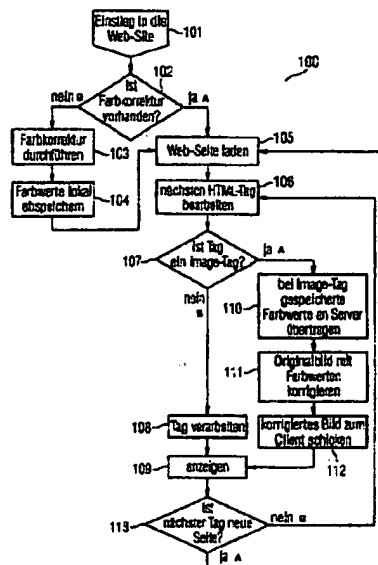 Einstieg in die
Web-Site
101
100
Ist
Farbkorrektur
vorhanden?
102
nein B
ja A
Farbkorrektur
durchführen
103
Farbwerte lokal
abspeichern
104
Web-Seite laden
105
nächsten HTML-Tag
bearbeiten
106
Ist Tag
ein Image-Tag?
107
ja A
nein
B
bei Image-Tag
gespeicherte
Farbwerte an Server
übertragen
110
Originalbild mit
Farbwerten
korrigieren
111
korrigiertes Bild zum
Client schicken
112
108
Tag verarbeiten
109
anzeigen
Ist
nächster Tag neue
Seite?
113
nein B
ja A